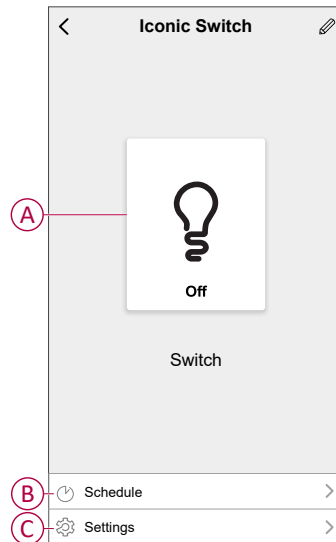 Iconic Switch
A
Off
Switch
B
Schedule
C
Settings